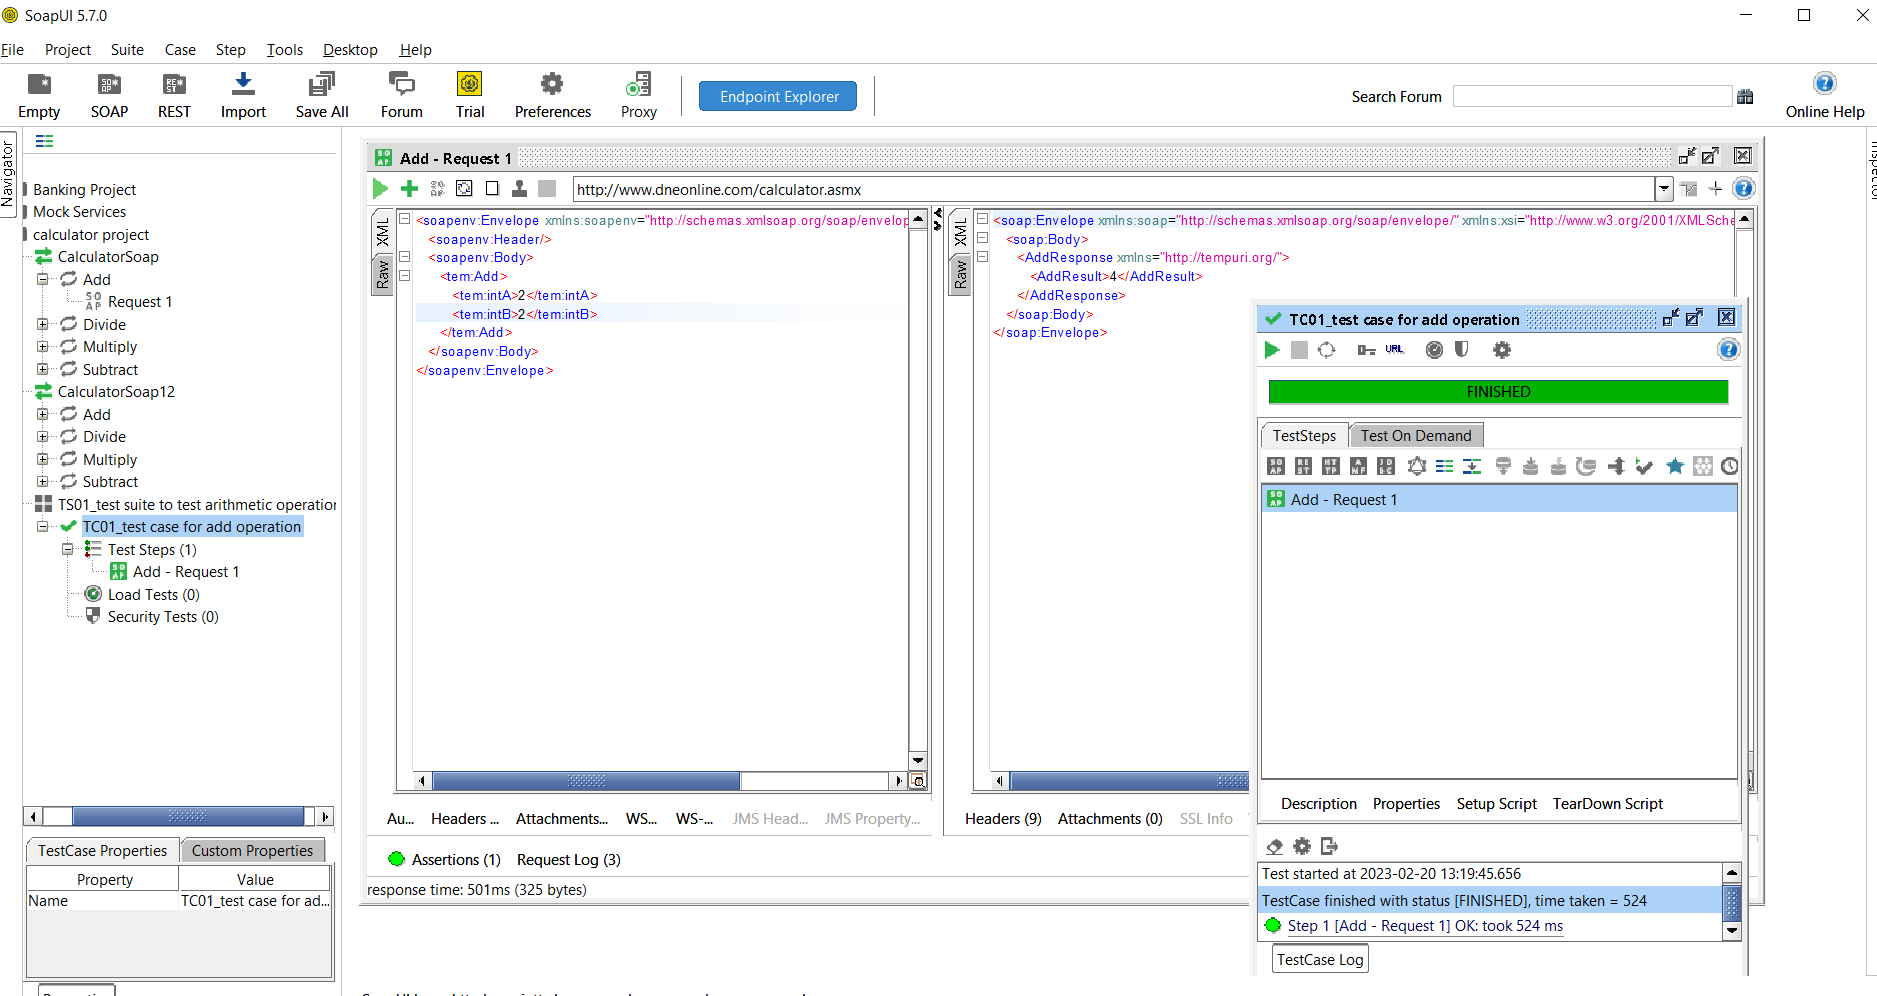 SoapUI 5.7.0
File Project Suite Case Step Tools Desktop Help
Empty SOAP REST Import Save All Forum Trial Preferences Proxy Endpoint Explorer Search Forum Online Help
Navigator
Banking Project
Mock Services
calculator project
CalculatorSoap
Add
Request 1
Divide
Multiply
Subtract
CalculatorSoap12
Add
Divide
Multiply
Subtract
TS01_test suite to test arithmetic operation
TC01_test case for add operation
Test Steps (1)
Add - Request 1
Load Tests (0)
Security Tests (0)
TestCase Properties Custom Properties
Property Value
Name TC01_test case for ad...
Add - Request 1
http://www.dneonline.com/calculator.asmx
XML
Raw
<soapenv:Envelope xmlns:soapenv="http://schemas.xmlsoap.org/soap/envelop
<soapenv:Header/>
<soapenv:Body>
<tem:Add>
<tem:intA>2</tem:intA>
<tem:intB>2</tem:intB>
</tem:Add>
</soapenv:Body>
</soapenv:Envelope>
Au... Headers ... Attachments... WS... WS-... JMS Head... JMS Property...
XML
Raw
<soap:Envelope xmlns:soap="http://schemas.xmlsoap.org/soap/envelope/" xmlns:xsi="http://www.w3.org/2001/XMLSche
<soap:Body>
<AddResponse xmlns="http://tempuri.org/">
<AddResult>4</AddResult>
</AddResponse>
</soap:Body>
</soap:Envelope>
Headers (9) Attachments (0) SSL Info
Assertions (1) Request Log (3)
response time: 501ms (325 bytes)
TC01_test case for add operation
URL
FINISHED
TestSteps Test On Demand
Add - Request 1
Description Properties Setup Script TearDown Script
Test started at 2023-02-20 13:19:45.656
TestCase finished with status [FINISHED], time taken = 524
Step 1 [Add - Request 1] OK: took 524 ms
TestCase Log